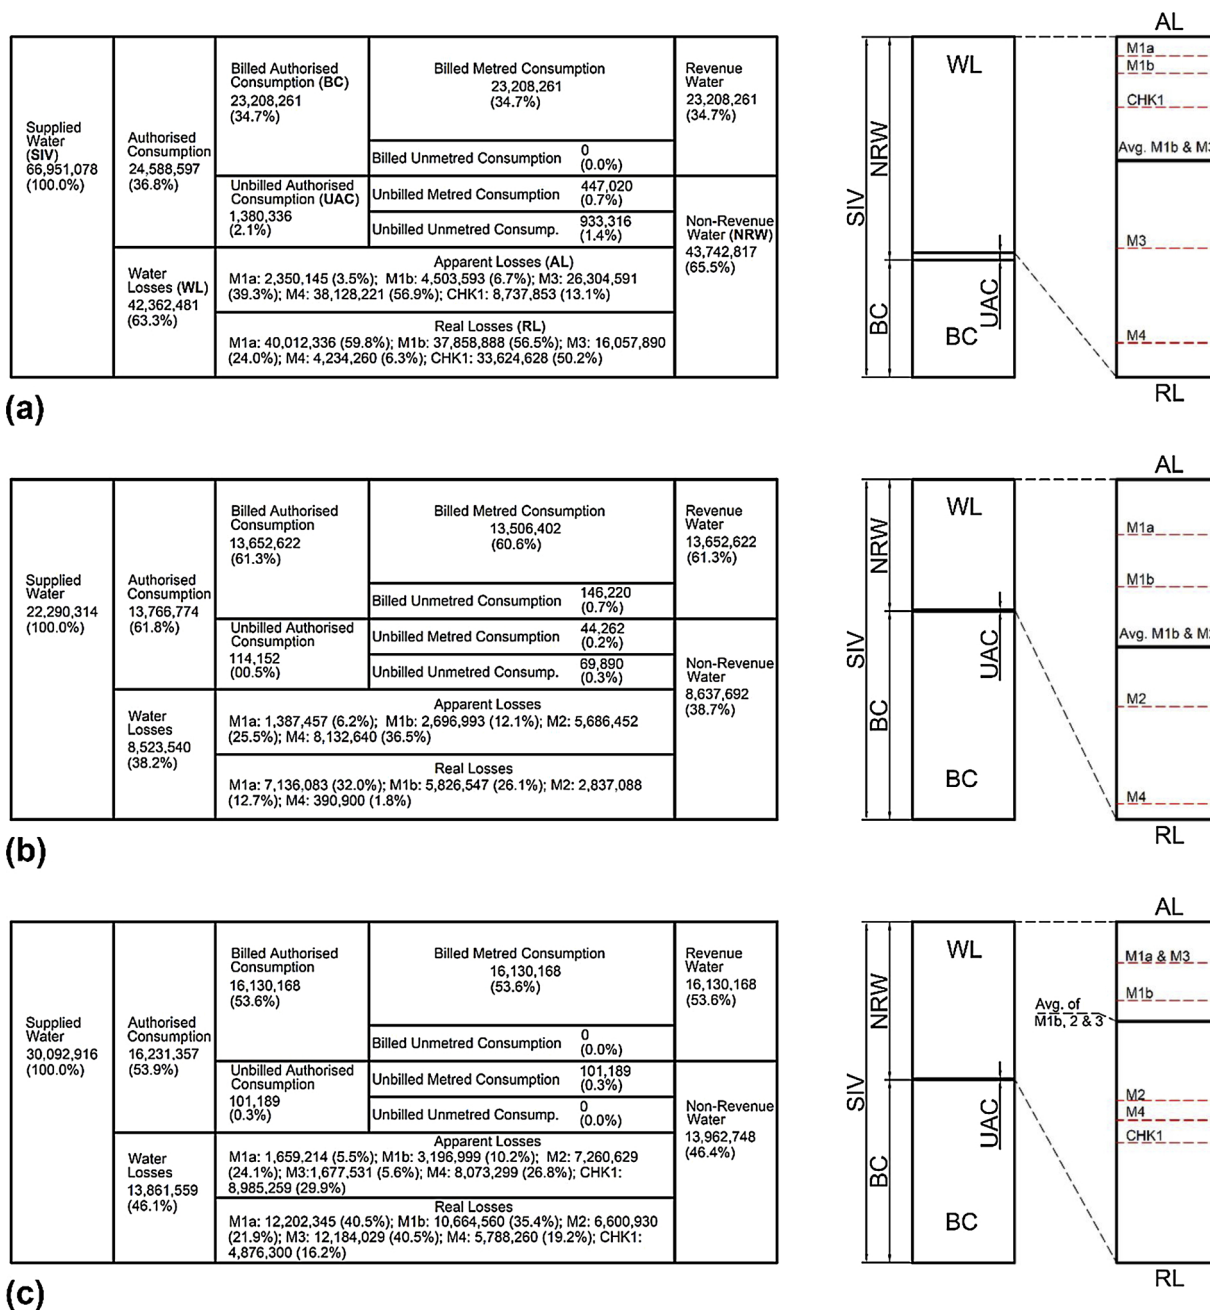 Supplied
Water
(SIV)
66,951,078
(100.0%)
Authorised
Consumption
24,588,597
(36.8%)
Water
Losses (WL)
42,362,481
(63.3%)
Billed Authorised
Consumption (BC)
23,208,261
(34.7%)
Unbilled Authorised
Consumption (UAC)
1,380,336
(2.1%)
Billed Metred Consumption
23,208,261
(34.7%)
Billed Unmetred Consumption
0
(0.0%)
Unbilled Metred Consumption
447,020
(0.7%)
Unbilled Unmetred Consump.
933,316
(1.4%)
Apparent Losses (AL)
M1a: 2,350,145 (3.5%); M1b: 4,503,593 (6.7%); M3: 26,304,591
(39.3%); M4: 38,128,221 (56.9%); CHK1: 8,737,853 (13.1%)
Real Losses (RL)
M1a: 40,012,336 (59.8%); M1b: 37,858,888 (56.5%); M3: 16,057,890
(24.0%); M4: 4,234,260 (6.3%); CHK1: 33,624,628 (50.2%)
Revenue
Water
23,208,261
(34.7%)
Non-Revenue
Water (NRW)
43,742,817
(65.5%)
SIV
NRW
BC
WL
UAC
BC
AL
M1a
M1b
CHK1
Avg. M1b & M3
M3
M4
RL
(a)
Supplied
Water
22,290,314
(100.0%)
Authorised
Consumption
13,766,774
(61.8%)
Water
Losses
8,523,540
(38.2%)
Billed Authorised
Consumption
13,652,622
(61.3%)
Unbilled Authorised
Consumption
114,152
(00.5%)
Billed Metred Consumption
13,506,402
(60.6%)
Billed Unmetred Consumption
146,220
(0.7%)
Unbilled Metred Consumption
44,262
(0.2%)
Unbilled Unmetred Consump.
69,890
(0.3%)
Apparent Losses
M1a: 1,387,457 (6.2%); M1b: 2,696,993 (12.1%); M2: 5,686,452
(25.5%); M4: 8,132,640 (36.5%)
Real Losses
M1a: 7,136,083 (32.0%); M1b: 5,826,547 (26.1%); M2: 2,837,088
(12.7%); M4: 390,900 (1.8%)
Revenue
Water
13,652,622
(61.3%)
Non-Revenue
Water
8,637,692
(38.7%)
SIV
NRW
BC
WL
UAC
BC
AL
M1a
M1b
Avg. M1b & M2
M2
M4
RL
(b)
Supplied
Water
30,092,916
(100.0%)
Authorised
Consumption
16,231,357
(53.9%)
Water
Losses
13,861,559
(46.1%)
Billed Authorised
Consumption
16,130,168
(53.6%)
Unbilled Authorised
Consumption
101,189
(0.3%)
Billed Metred Consumption
16,130,168
(53.6%)
Billed Unmetred Consumption
0
(0.0%)
Unbilled Metred Consumption
101,189
(0.3%)
Unbilled Unmetred Consump.
0
(0.0%)
Apparent Losses
M1a: 1,659,214 (5.5%); M1b: 3,196,999 (10.2%); M2: 7,260,629
(24.1%); M3:1,677,531 (5.6%); M4: 8,073,299 (26.8%); CHK1:
8,985,259 (29.9%)
Real Losses
M1a: 12,202,345 (40.5%); M1b: 10,664,560 (35.4%); M2: 6,600,930
(21.9%); M3: 12,184,029 (40.5%); M4: 5,788,260 (19.2%); CHK1:
4,876,300 (16.2%)
Revenue
Water
16,130,168
(53.6%)
Non-Revenue
Water
13,962,748
(46.4%)
SIV
NRW
BC
WL
UAC
BC
AL
M1a & M3
M1b
Avg. of
M1b, 2 & 3
M2
M4
CHK1
RL
(c)